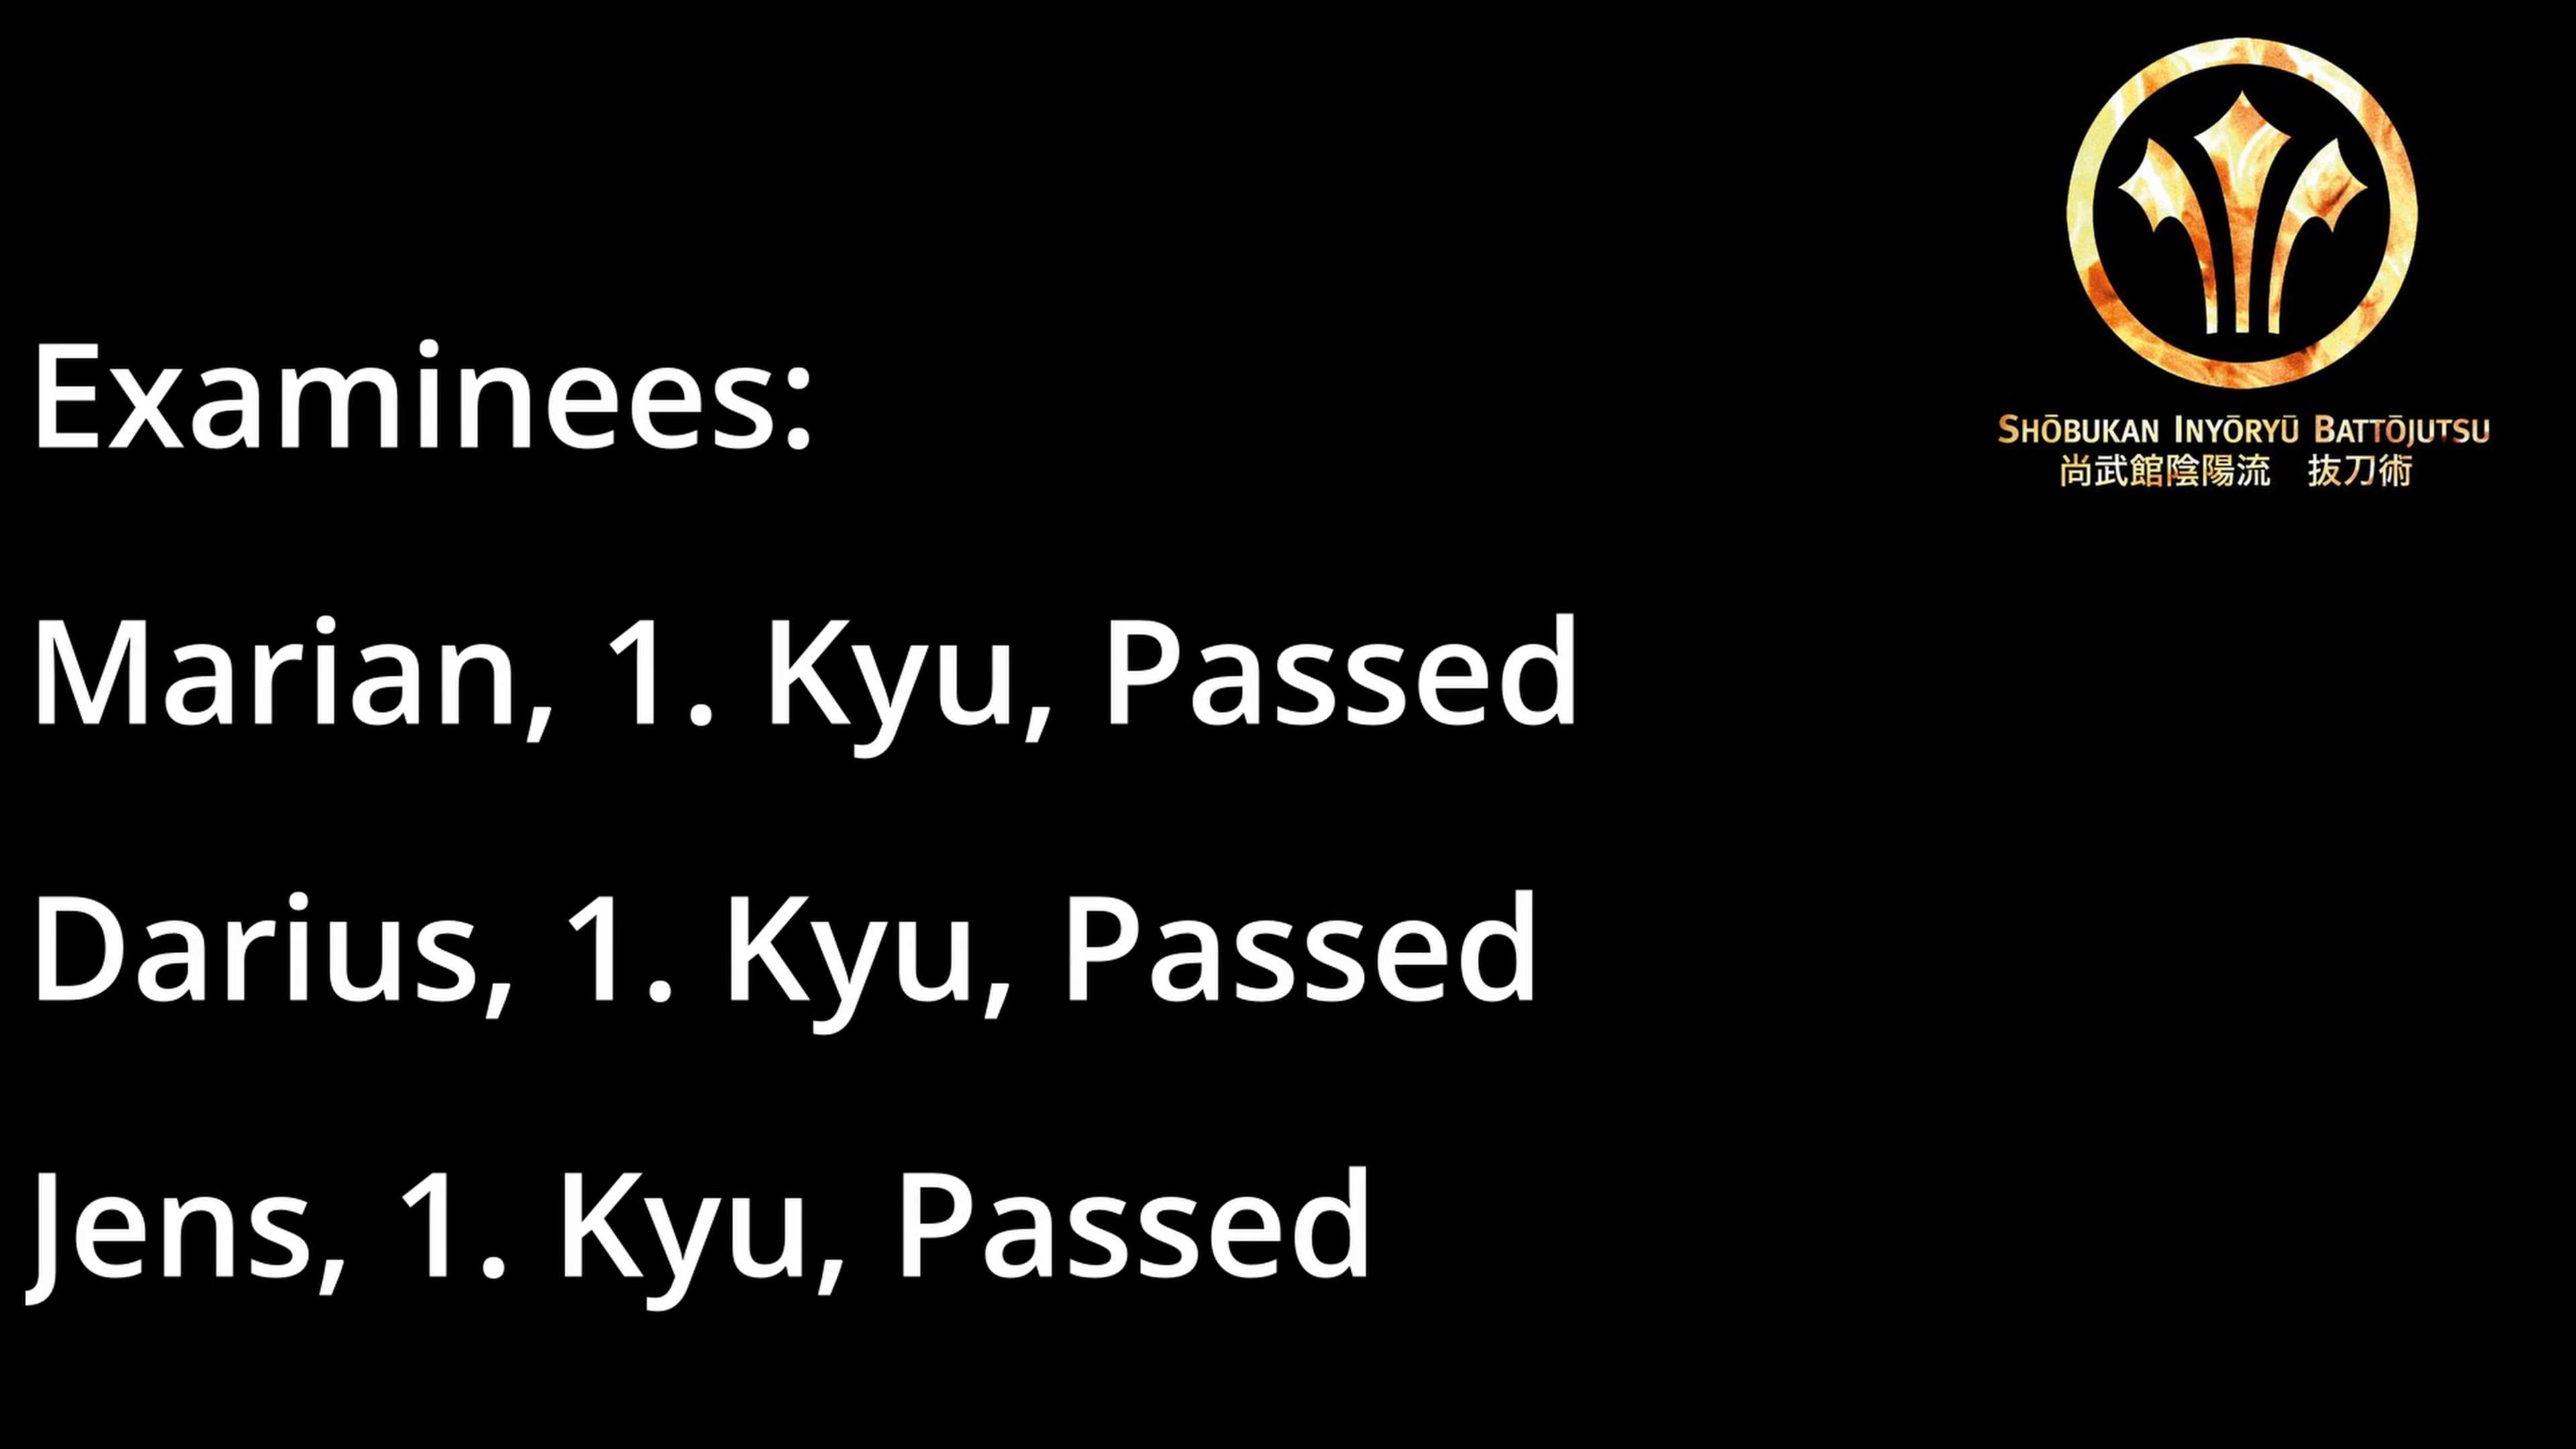 Examinees:
Marian, 1. Kyu, Passed
Darius, 1. Kyu, Passed
Jens, 1. Kyu, Passed
SHŌBUKAN INYŌRYŪ BATTŌJUTSU
尚武館陰陽流　抜刀術